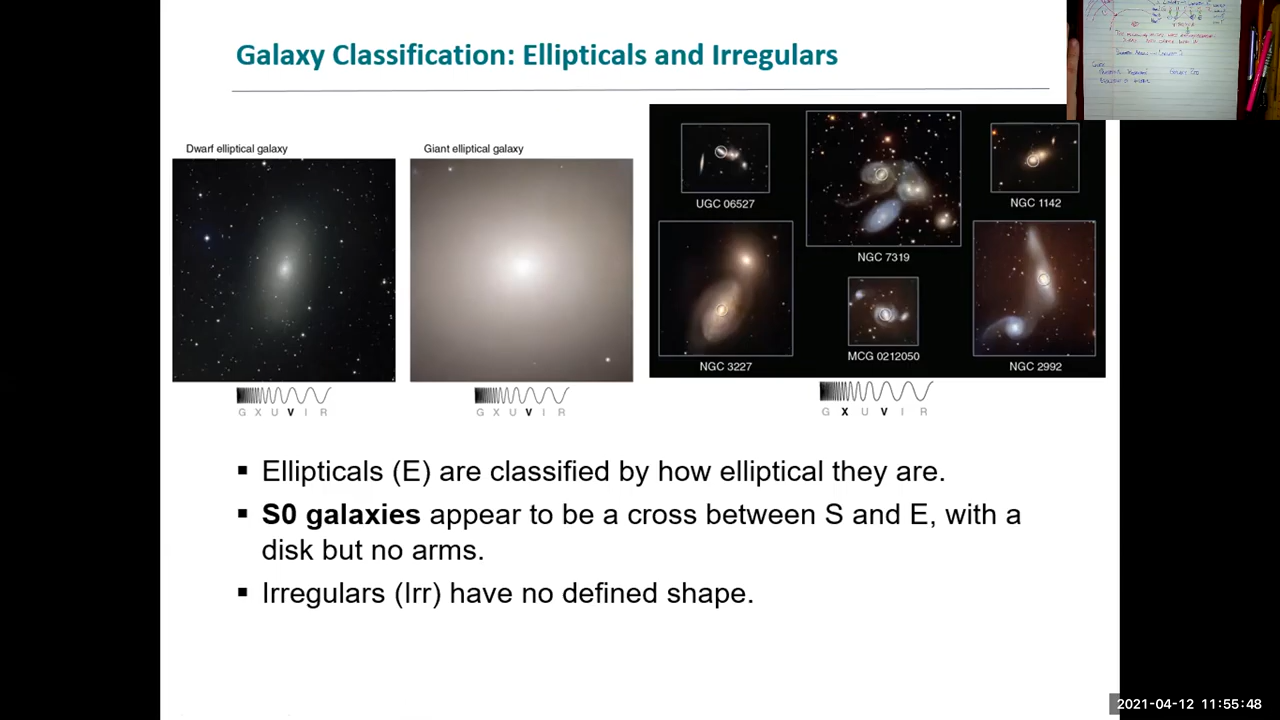 Galaxy Classification: Ellipticals and Irregulars
Dwarf elliptical galaxy
Giant elliptical galaxy
UGC 06527
NGC 7319
NGC 1142
NGC 3227
MCG 0212050
NGC 2992
G X U V I R
G X U V I R
G X U V I R
▪ Ellipticals (E) are classified by how elliptical they are.
▪ S0 galaxies appear to be a cross between S and E, with a
disk but no arms.
▪ Irregulars (Irr) have no defined shape.
2021-04-12 11:55:48